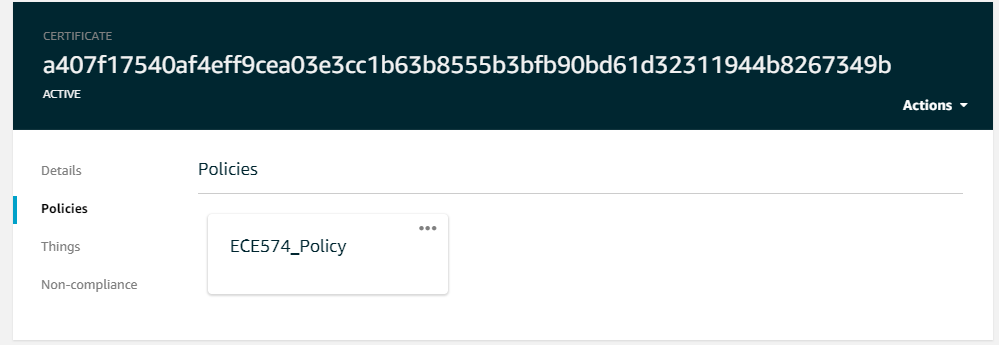 CERTIFICATE
a407f17540af4eff9cea03e3cc1b63b8555b3bfb90bd61d32311944b8267349b
ACTIVE
Actions
Details
Policies
Policies
ECE574_Policy
Things
Non-compliance